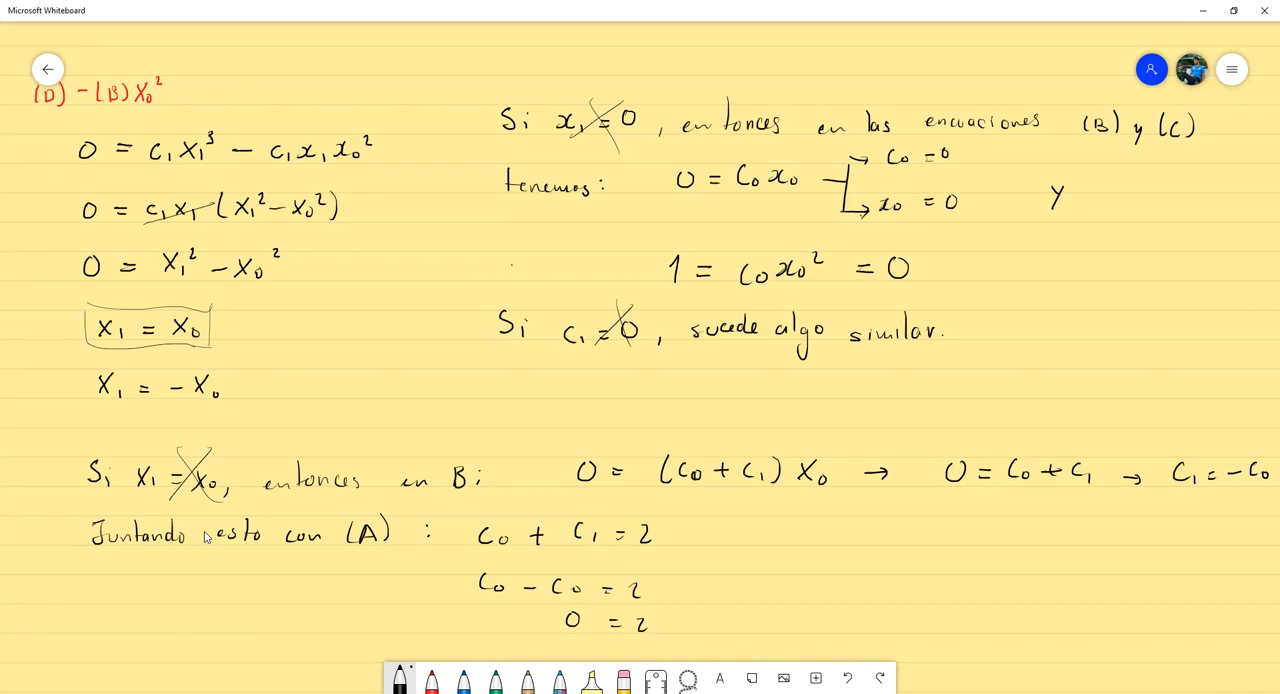 Microsoft Whiteboard
(D) - (B) x₀²
0 = c₁x₁³ - c₁x₁x₀²
0 = c₁x₁ (x₁² - x₀²)
0 = x₁² - x₀²
x₁ = x₀
x₁ = - x₀
Si x₁ = 0, entonces en las encuaciones (B) y (C)
tenemos: 0 = c₀x₀ → c₀ = 0
→ x₀ = 0 y
1 = c₀x₀² = 0
Si c₁ = 0, sucede algo similar.
Si x₁ = x₀, entonces en B: 0 = (c₀ + c₁) x₀ → 0 = c₀ + c₁ → c₁ = -c₀
Juntando esto con (A) : c₀ + c₁ = 2
c₀ - c₀ = 2
0 = 2
A